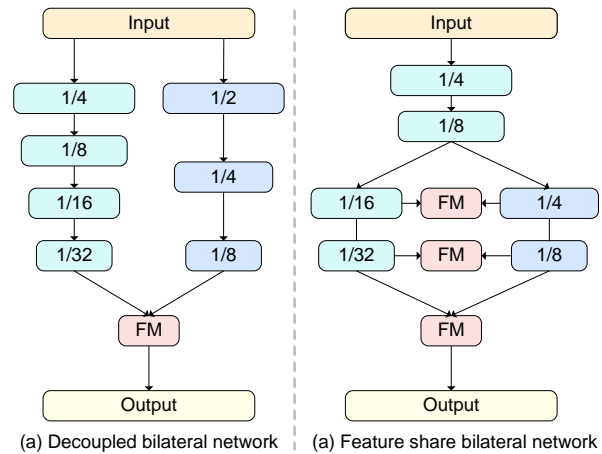 Input
1/4
1/2
1/8
1/4
1/16
1/32
1/8
FM
Output
(a) Decoupled bilateral network
Input
1/4
1/8
1/16 FM 1/4
1/32 FM 1/8
FM
Output
(a) Feature share bilateral network